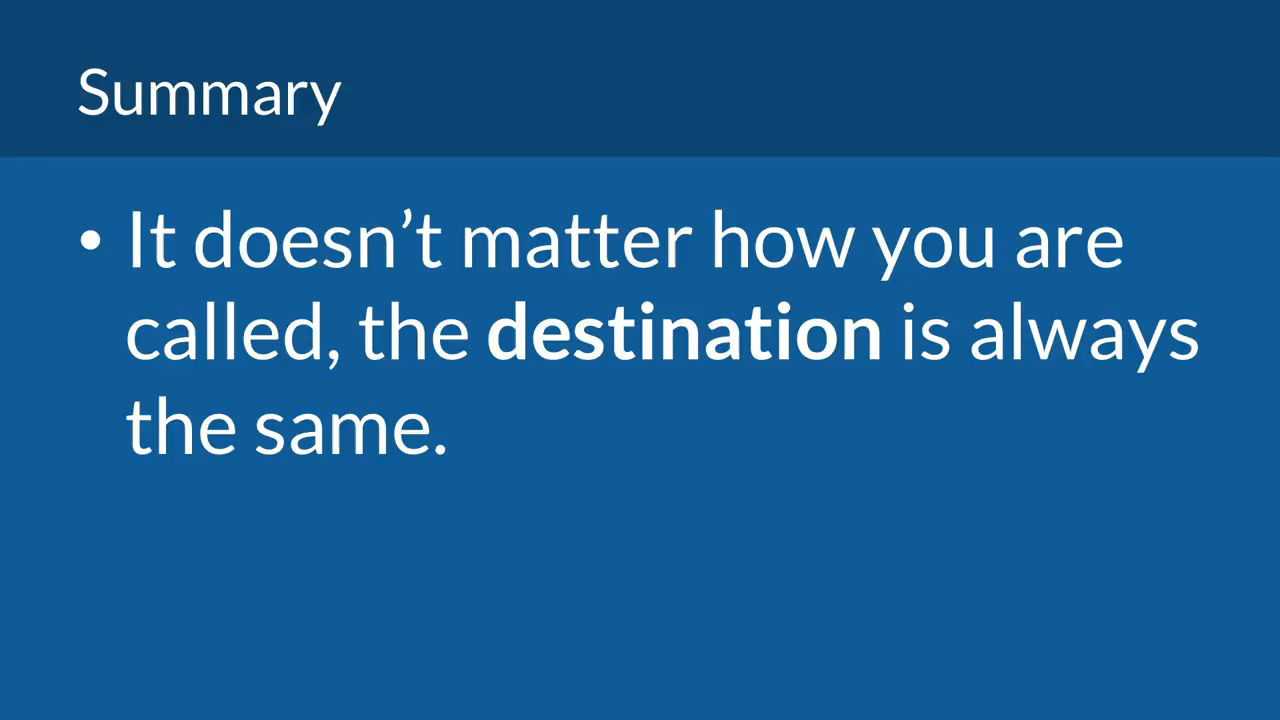 Summary
• It doesn’t matter how you are
called, the destination is always
the same.